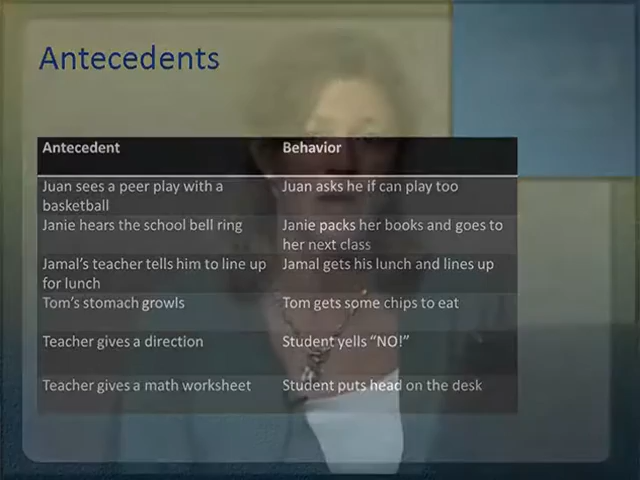 Antecedents
Antecedent Behavior
Juan sees a peer play with a Juan asks he if can play too
basketball
Janie hears the school bell ring Janie packs her books and goes to
her next class
Jamal's teacher tells him to line up Jamal gets his lunch and lines up
for lunch
Tom's stomach growls Tom gets some chips to eat
Teacher gives a direction Student yells "NO!"
Teacher gives a math worksheet Student puts head on the desk